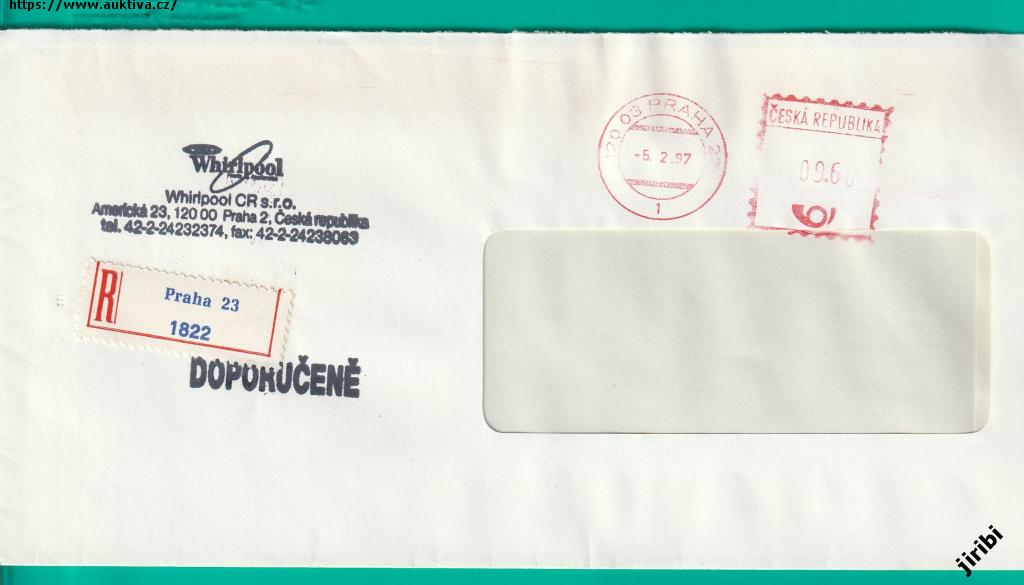 https://www.auktiva.cz/
Whirlpool
Whirlpool CR s.r.o.
Americká 23, 120 00 Praha 2, Česká republika
tel. 42-2-24232374, fax: 42-2-24238063
R
Praha 23
1822
DOPORUČENĚ
120 03 PRAHA
-5. 2.97
1
ČESKÁ REPUBLIKA
09.60
jiribi